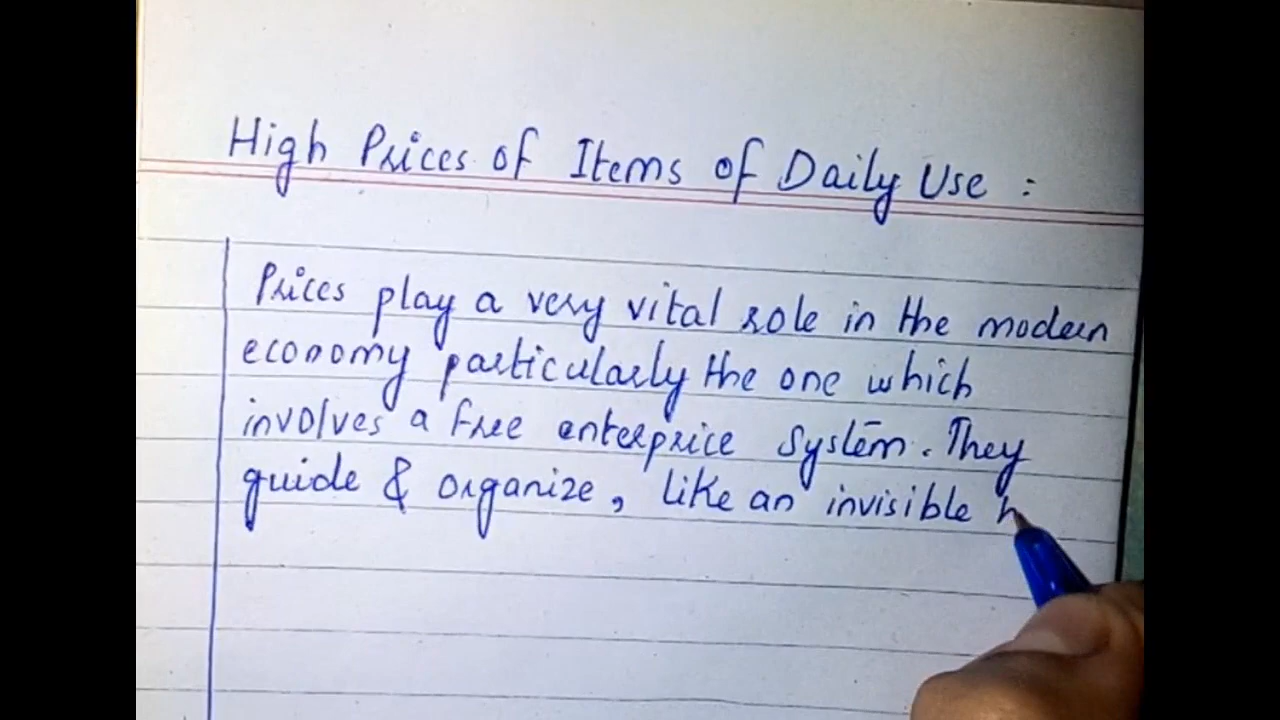 High Prices of Items of Daily Use :
Prices play a very vital role in the modern
economy particularly the one which
involves a free enterprice system. They
guide & organize, like an invisible h